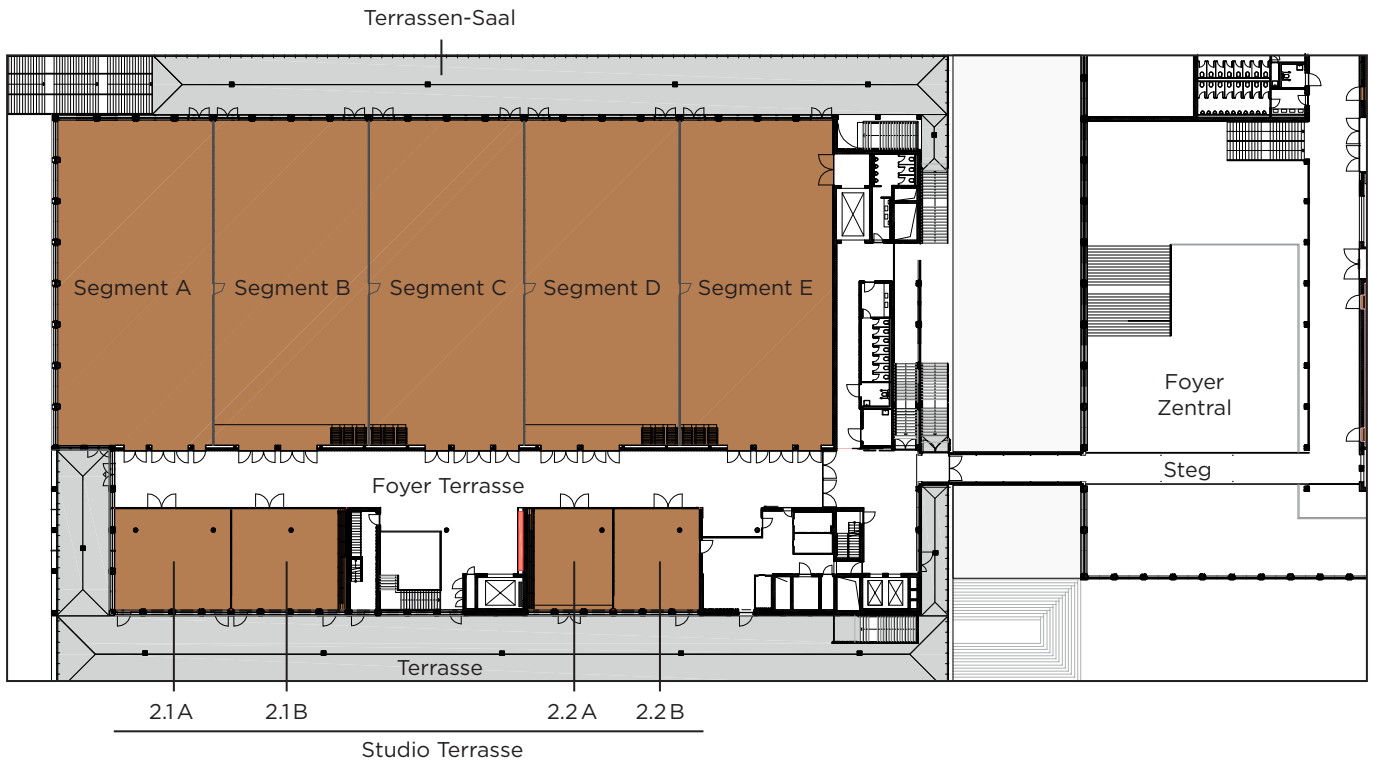 Terrassen-Saal
Segment A
Segment B
Segment C
Segment D
Segment E
Foyer
Zentral
Steg
Foyer Terrasse
Terrasse
2.1 A
2.1 B
2.2 A
2.2 B
Studio Terrasse